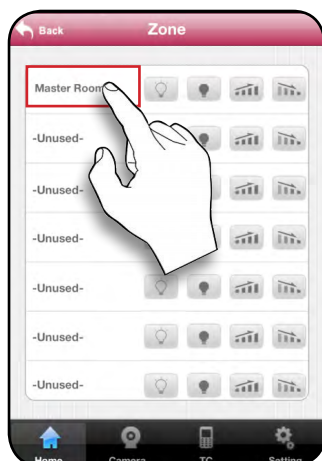 Back Zone
Master Room
-Unused-
-Unused-
-Unused-
-Unused-
-Unused-
-Unused-
Home Camera TC Setting